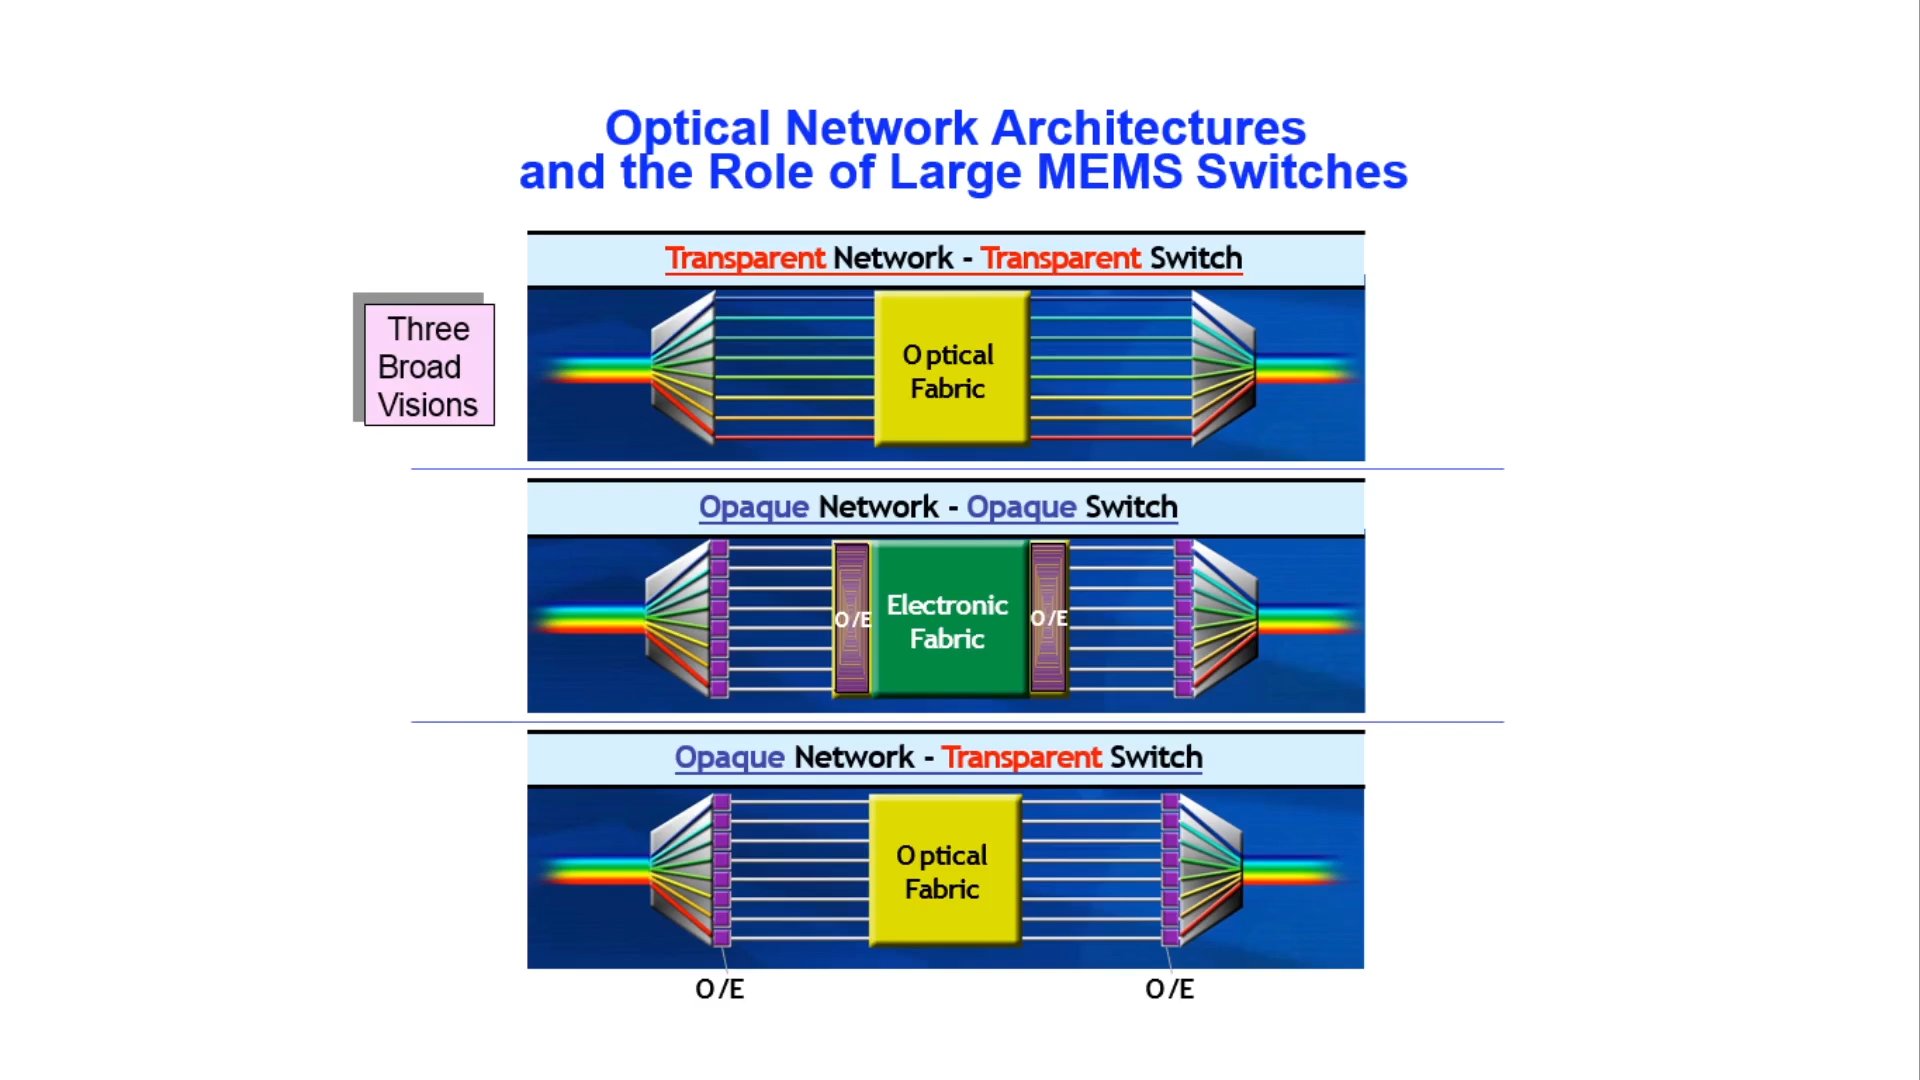 Optical Network Architectures
and the Role of Large MEMS Switches
Three
Broad
Visions
Transparent Network - Transparent Switch
Optical
Fabric
Opaque Network - Opaque Switch
O/E
Electronic
Fabric
O/E
Opaque Network - Transparent Switch
Optical
Fabric
O/E
O/E